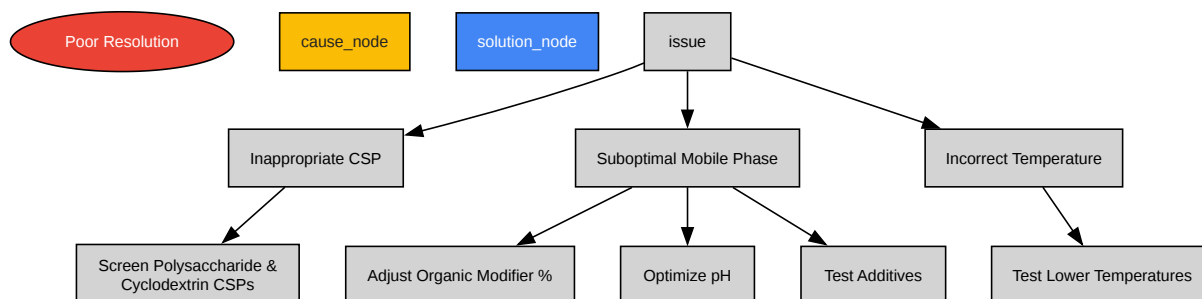 Poor Resolution
cause_node
solution_node
issue
Inappropriate CSP
Suboptimal Mobile Phase
Incorrect Temperature
Screen Polysaccharide &
Cyclodextrin CSPs
Adjust Organic Modifier %
Optimize pH
Test Additives
Test Lower Temperatures